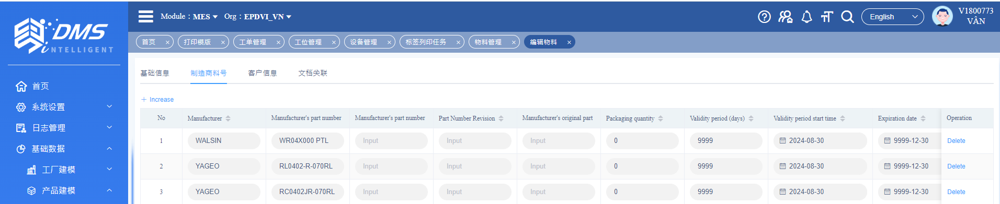 DMS
iNTELLIGENT
Module：MES Org：EPDVI_VN
English
V1800773
VÂN
首页 × 打印模版 × 工单管理 × 工位管理 × 设备管理 × 标签列印任务 × 物料管理 × 编辑物料 ×
首页
系统设置
日志管理
基础数据
工厂建模
产品建模
基础信息 制造商料号 客户信息 文档关联
+ Increase
No Manufacturer Manufacturer's part number Manufacturer's part number Part Number Revision Manufacturer's original part Packaging quantity Validity period (days) Validity period start time Expiration date Operation
1 WALSIN WR04X000 PTL Input Input Input 0 9999 2024-08-30 9999-12-30 Delete
2 YAGEO RL0402-R-070RL Input Input Input 0 9999 2024-08-30 9999-12-30 Delete
3 YAGEO RC0402JR-070RL Input Input Input 0 9999 2024-08-30 9999-12-30 Delete